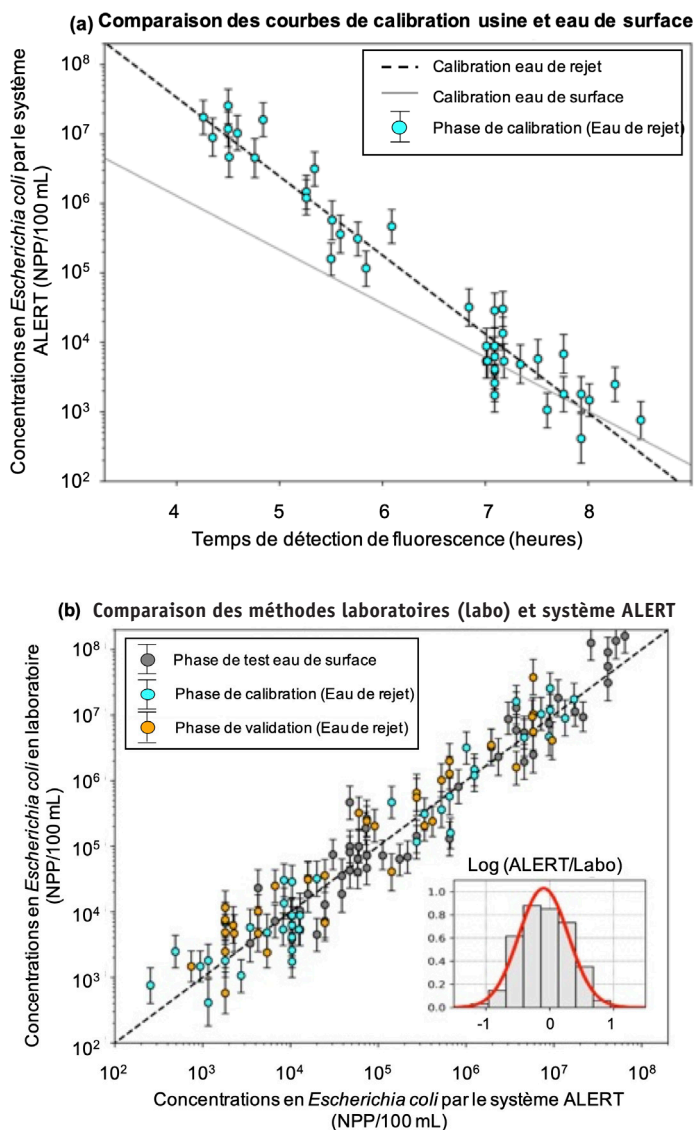 (a) Comparaison des courbes de calibration usine et eau de surface
Concentrations en Escherichia coli par le système
ALERT (NPP/100 mL)
10⁸
10⁷
10⁶
10⁵
10⁴
10³
10²
Calibration eau de rejet
Calibration eau de surface
Phase de calibration (Eau de rejet)
4 5 6 7 8
Temps de détection de fluorescence (heures)
(b) Comparaison des méthodes laboratoires (labo) et système ALERT
Concentrations en Escherichia coli en laboratoire
(NPP/100 mL)
10⁸
10⁷
10⁶
10⁵
10⁴
10³
10²
Phase de test eau de surface
Phase de calibration (Eau de rejet)
Phase de validation (Eau de rejet)
Log (ALERT/Labo)
1.0
0.8
0.6
0.4
0.2
0.0
-1 0 1
10² 10³ 10⁴ 10⁵ 10⁶ 10⁷ 10⁸
Concentrations en Escherichia coli par le système ALERT
(NPP/100 mL)